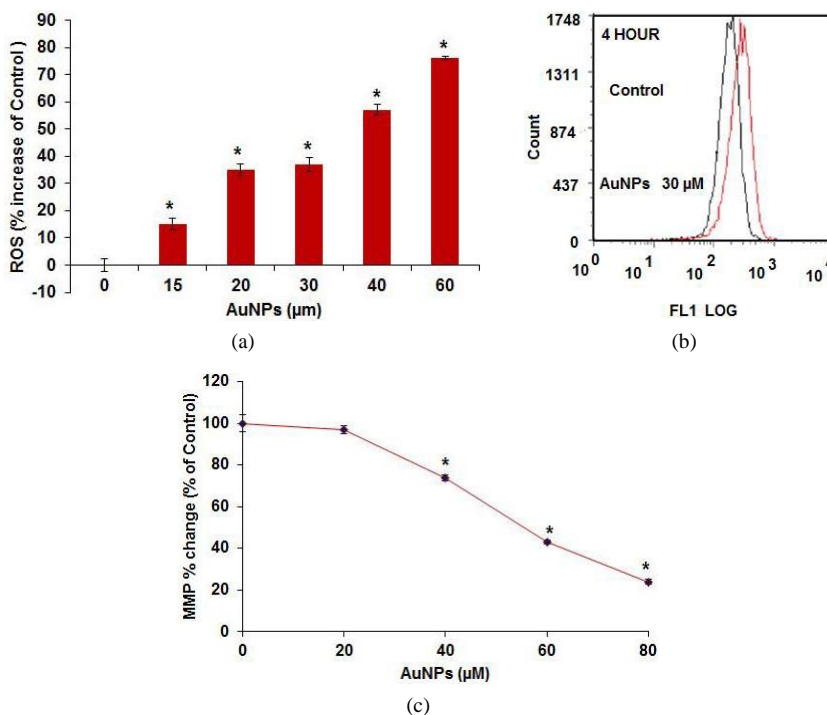 90
80
70
60
50
40
30
20
10
0
-10
ROS (% increase of Control )
*
*
*
*
*
0 15 20 30 40 60
AuNPs (µm)
(a)
1748
1311
874
437
0
Count
4 HOUR
Control
AuNPs 30 µM
10^0 10^1 10^2 10^3
FL1 LOG
(b)
120
100
80
60
40
20
0
MMP % change (% of Control)
*
*
*
0 20 40 60 80
AuNPs (µM)
(c)